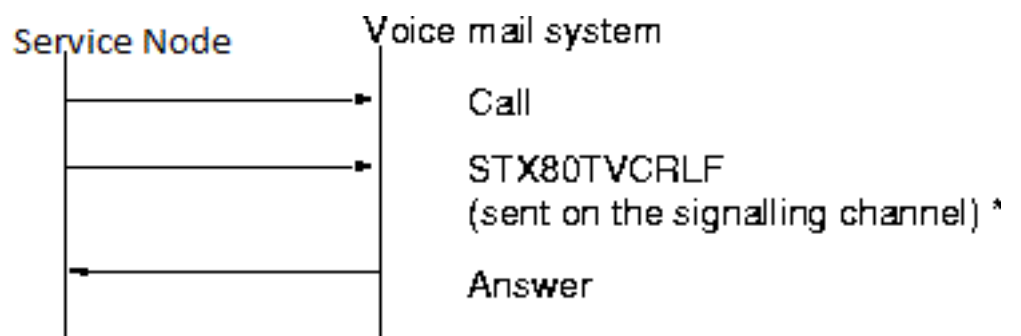 Service Node
Voice mail system
Call
STX80TVCRLF
(sent on the signalling channel) *
Answer